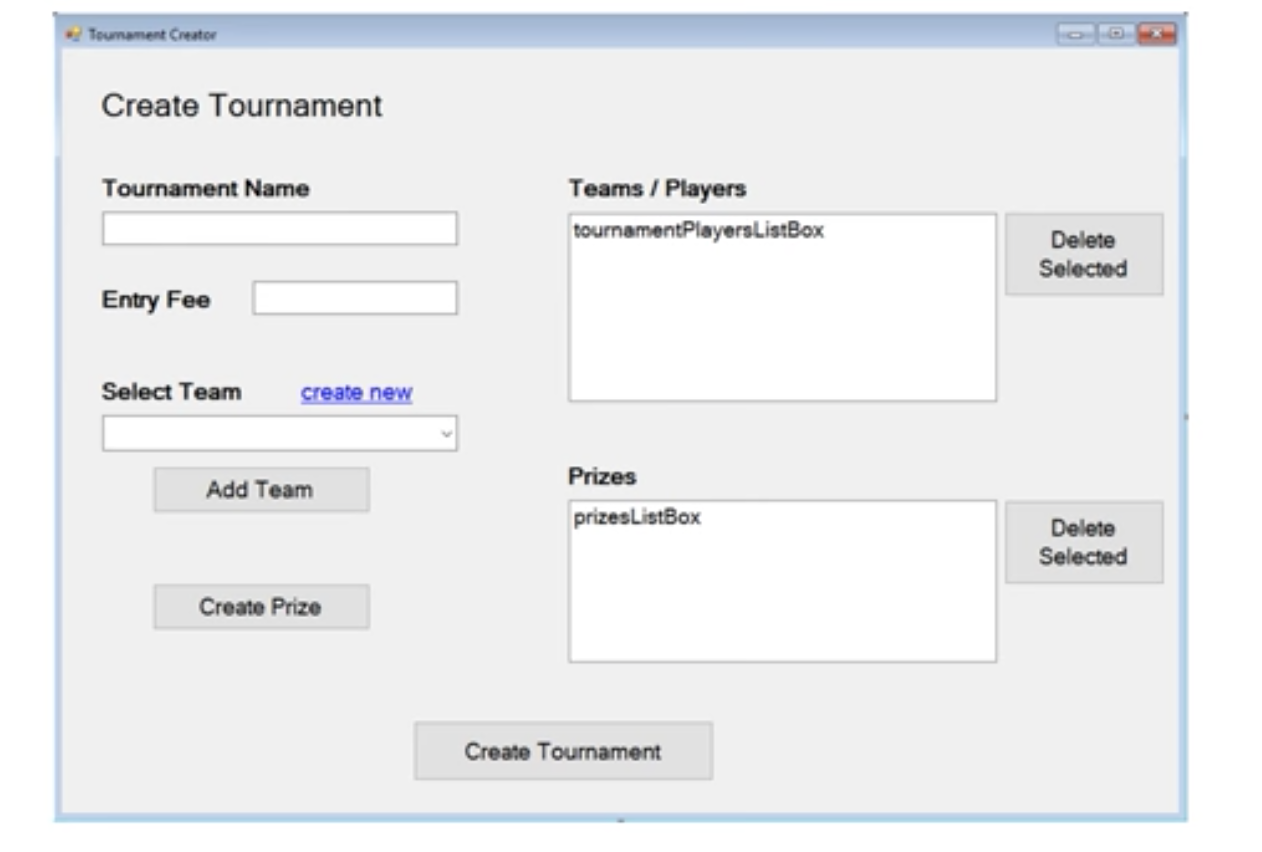 Tournament Creator
Create Tournament
Tournament Name
Entry Fee
Select Team create new
Add Team
Create Prize
Teams / Players
tournamentPlayersListBox
Delete
Selected
Prizes
prizesListBox
Delete
Selected
Create Tournament